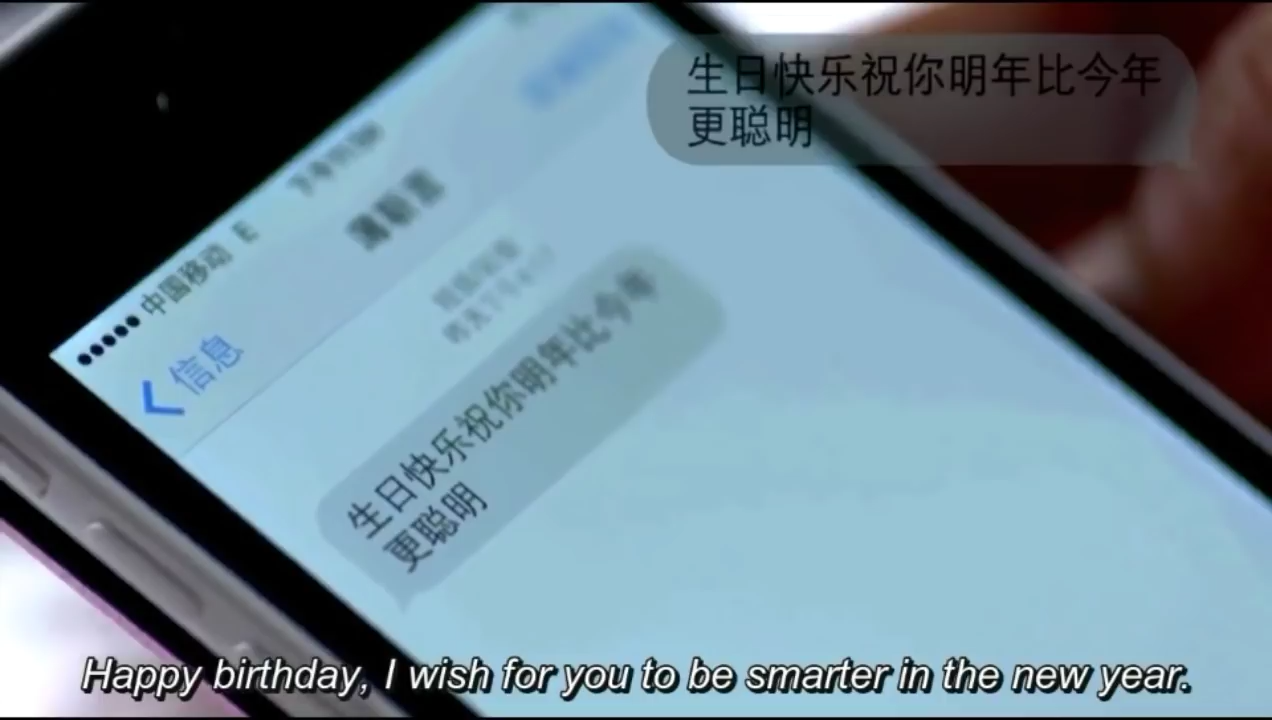 生日快乐祝你明年比今年
更聪明
中国移动 E
信息
生日快乐祝你明年比今年
更聪明
Happy birthday, I wish for you to be smarter in the new year.